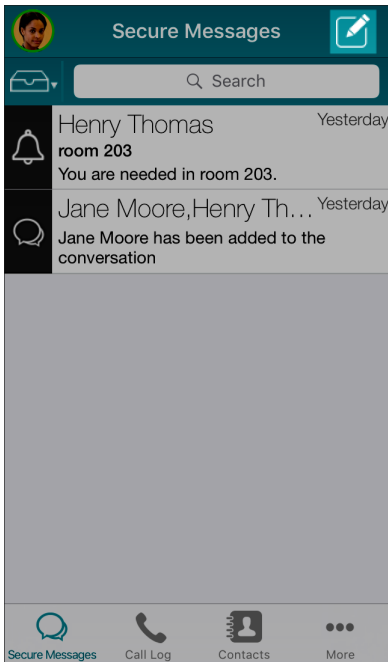 Secure Messages
Search
Henry Thomas
Yesterday
room 203
You are needed in room 203.
Jane Moore,Henry Th...
Yesterday
Jane Moore has been added to the
conversation
Secure Messages
Call Log
Contacts
More